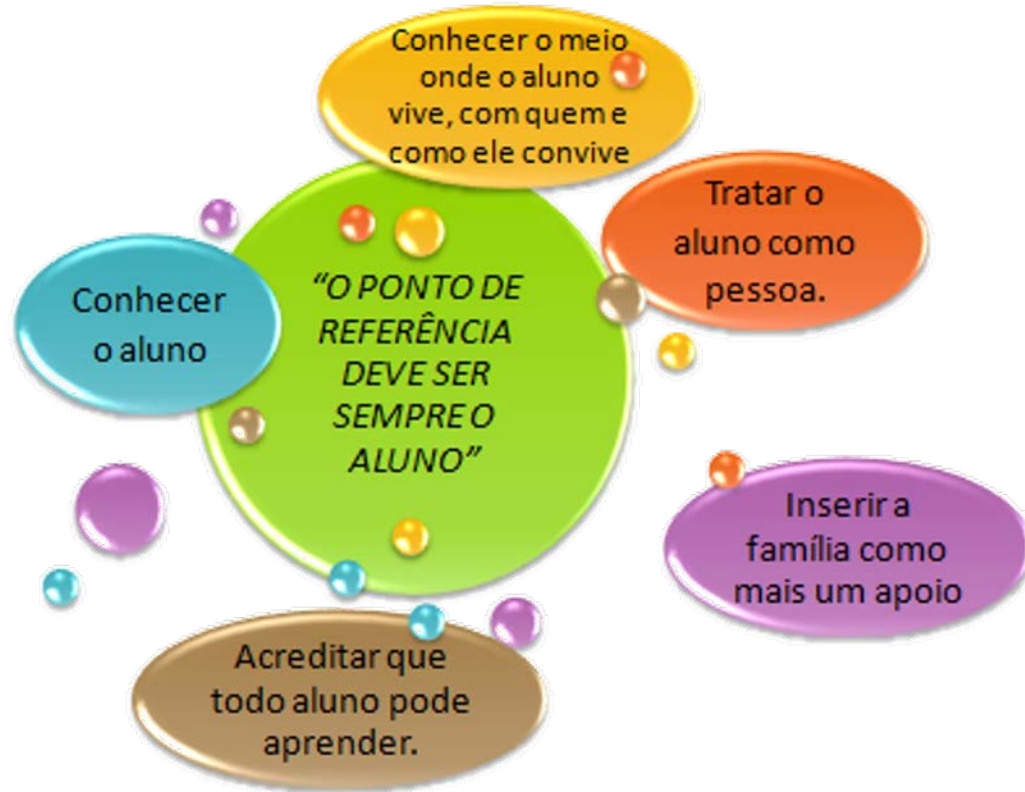 Conhecer o meio
onde o aluno
vive, com quem e
como ele convive
Tratar o
aluno como
pessoa.
Conhecer
o aluno
“O PONTO DE
REFERÊNCIA
DEVE SER
SEMPRE O
ALUNO”
Inserir a
família como
mais um apoio
Acreditar que
todo aluno pode
aprender.